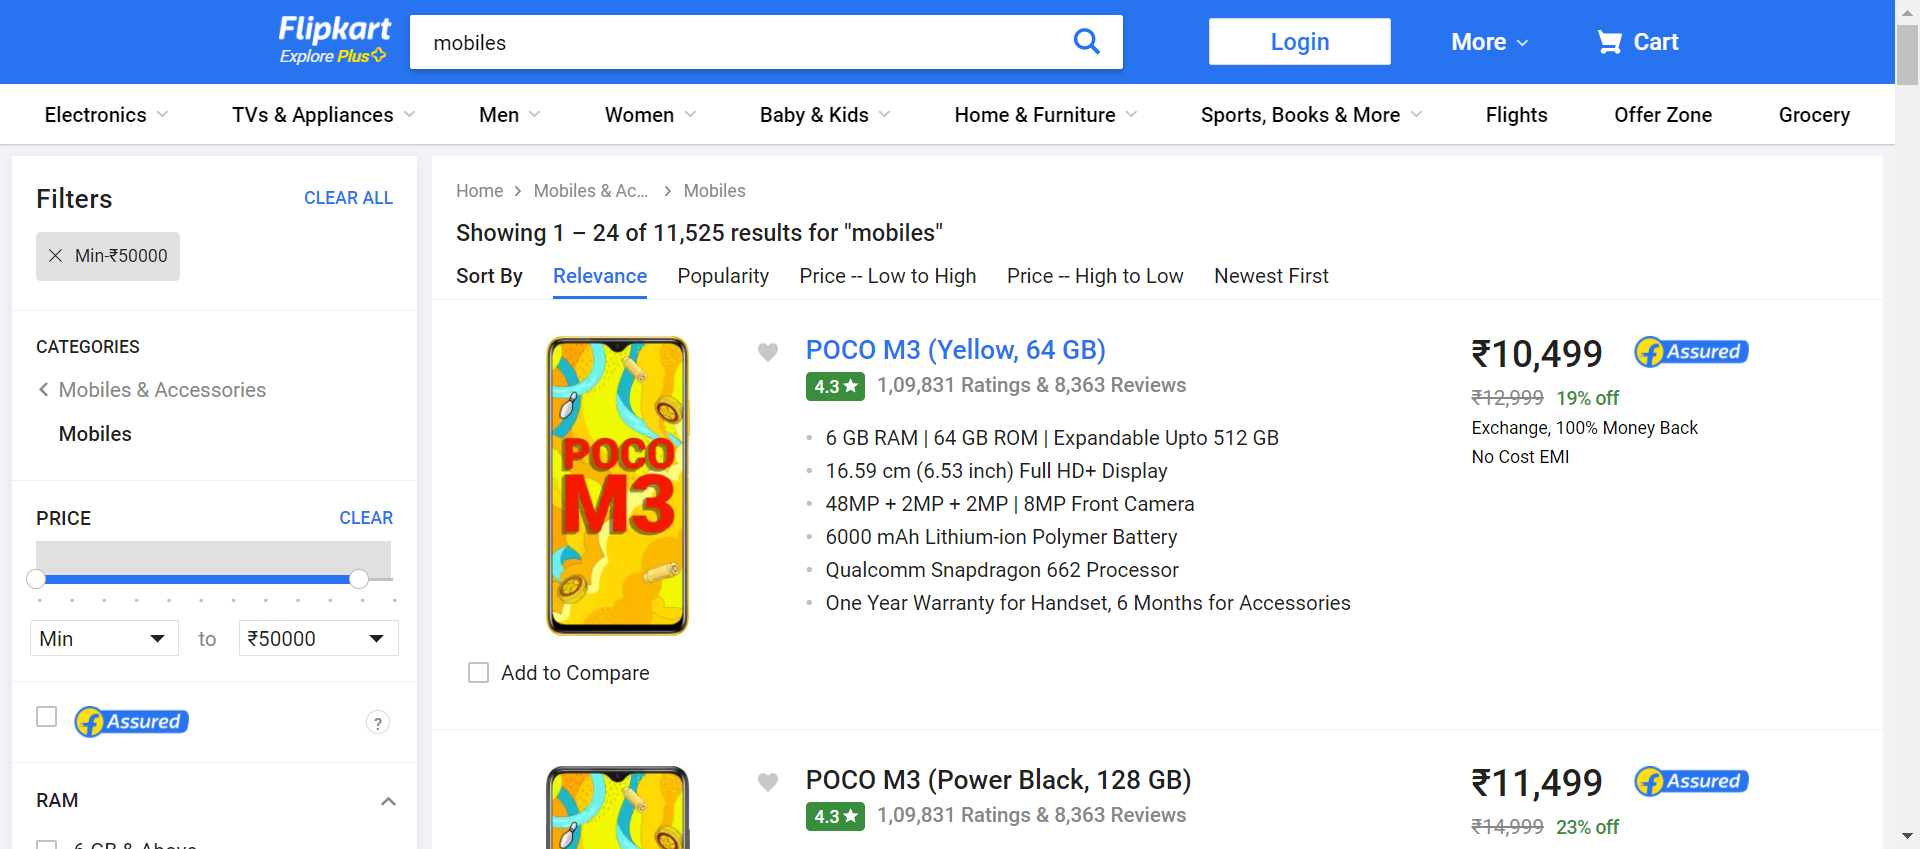 Flipkart
Explore Plus
mobiles
Login
More
Cart
Electronics
TVs & Appliances
Men
Women
Baby & Kids
Home & Furniture
Sports, Books & More
Flights
Offer Zone
Grocery
Filters
CLEAR ALL
Min-₹50000
CATEGORIES
Mobiles & Accessories
Mobiles
PRICE
CLEAR
Min
to
₹50000
Assured
?
RAM
6 GB & Above
Home
Mobiles & Ac...
Mobiles
Showing 1 – 24 of 11,525 results for "mobiles"
Sort By
Relevance
Popularity
Price -- Low to High
Price -- High to Low
Newest First
POCO
M3
Add to Compare
POCO M3 (Yellow, 64 GB)
4.3
1,09,831 Ratings & 8,363 Reviews
6 GB RAM | 64 GB ROM | Expandable Upto 512 GB
16.59 cm (6.53 inch) Full HD+ Display
48MP + 2MP + 2MP | 8MP Front Camera
6000 mAh Lithium-ion Polymer Battery
Qualcomm Snapdragon 662 Processor
One Year Warranty for Handset, 6 Months for Accessories
₹10,499
Assured
₹12,999 19% off
Exchange, 100% Money Back
No Cost EMI
POCO M3 (Power Black, 128 GB)
4.3
1,09,831 Ratings & 8,363 Reviews
₹11,499
Assured
₹14,999 23% off